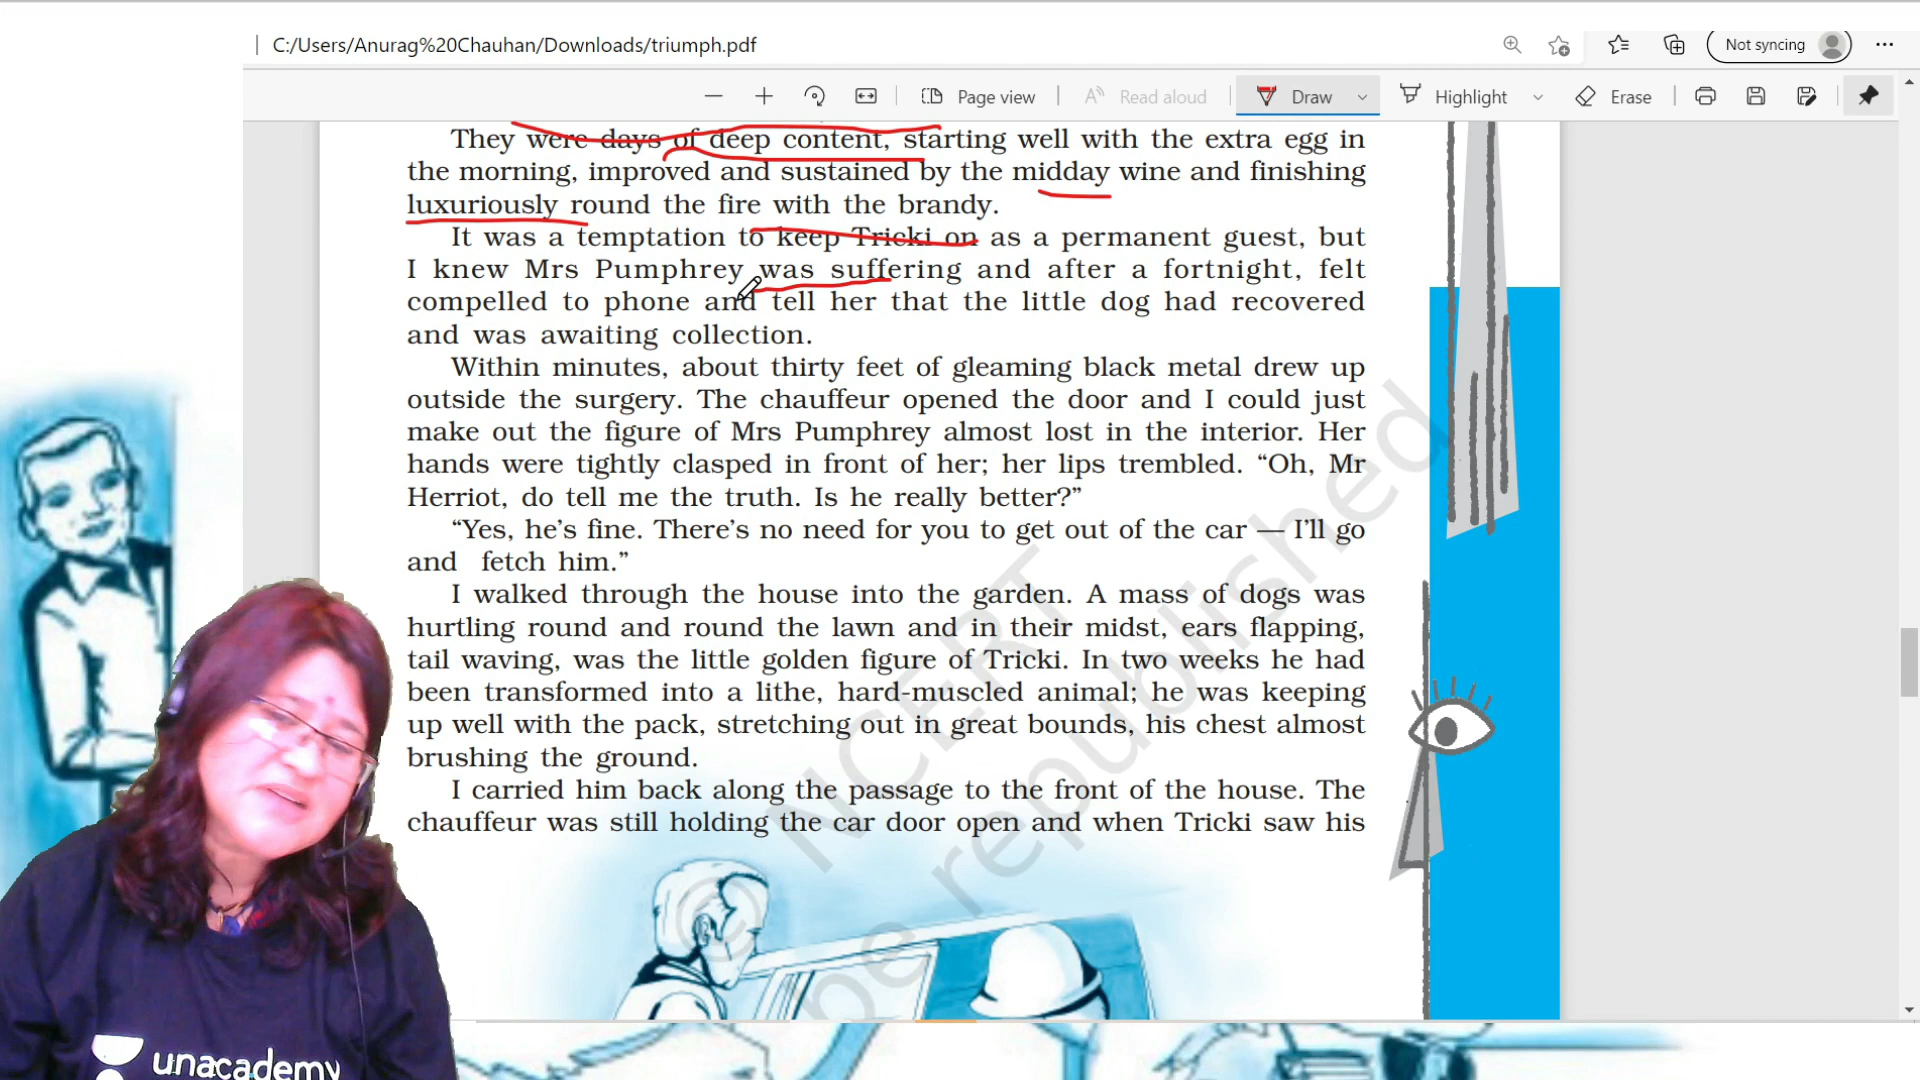 C:/Users/Anurag%20Chauhan/Downloads/triumph.pdf
Not syncing
Page view
Read aloud
Draw
Highlight
Erase
They were days of deep content, starting well with the extra egg in
the morning, improved and sustained by the midday wine and finishing
luxuriously round the fire with the brandy.
It was a temptation to keep Tricki on as a permanent guest, but
I knew Mrs Pumphrey was suffering and after a fortnight, felt
compelled to phone and tell her that the little dog had recovered
and was awaiting collection.
Within minutes, about thirty feet of gleaming black metal drew up
outside the surgery. The chauffeur opened the door and I could just
make out the figure of Mrs Pumphrey almost lost in the interior. Her
hands were tightly clasped in front of her; her lips trembled. “Oh, Mr
Herriot, do tell me the truth. Is he really better?”
“Yes, he’s fine. There’s no need for you to get out of the car — I’ll go
and fetch him.”
I walked through the house into the garden. A mass of dogs was
hurtling round and round the lawn and in their midst, ears flapping,
tail waving, was the little golden figure of Tricki. In two weeks he had
been transformed into a lithe, hard-muscled animal; he was keeping
up well with the pack, stretching out in great bounds, his chest almost
brushing the ground.
I carried him back along the passage to the front of the house. The
chauffeur was still holding the car door open and when Tricki saw his
© NCERT
be republished
unacademy